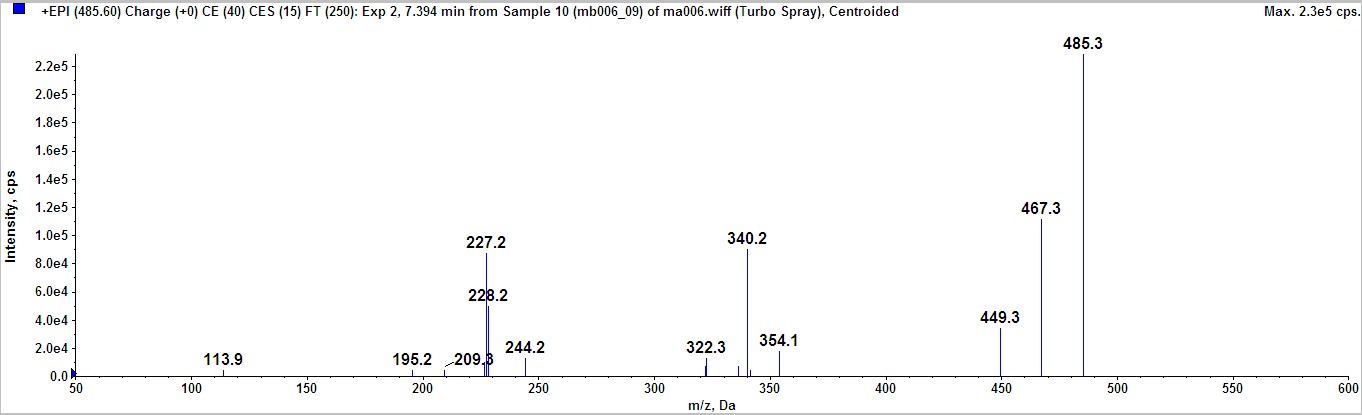 +EPI (485.60) Charge (+0) CE (40) CES (15) FT (250): Exp 2, 7.394 min from Sample 10 (mb006_09) of ma006.wiff (Turbo Spray), Centroided
Max. 2.3e5 cps.
485.3
2.2e5
2.0e5
1.8e5
1.6e5
1.4e5
1.2e5
1.0e5
8.0e4
6.0e4
4.0e4
2.0e4
0.0
Intensity, cps
467.3
227.2
340.2
228.2
449.3
113.9
195.2
209.3
244.2
322.3
354.1
50
100
150
200
250
300
350
400
450
500
550
600
m/z, Da